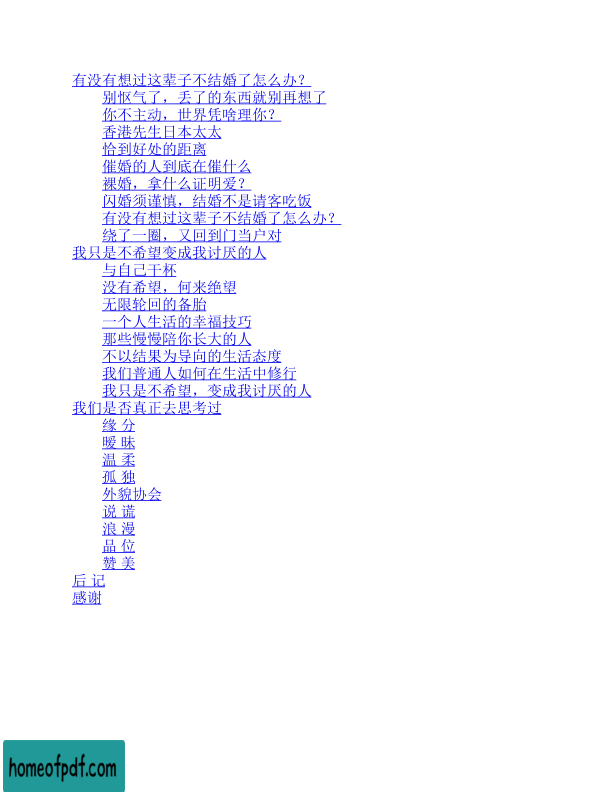 有没有想过这辈子不结婚了怎么办？
别怄气了，丢了的东西就别再想了
你不主动，世界凭啥理你？
香港先生日本太太
恰到好处的距离
催婚的人到底在催什么
裸婚，拿什么证明爱？
闪婚须谨慎，结婚不是请客吃饭
有没有想过这辈子不结婚了怎么办？
绕了一圈，又回到门当户对
我只是不希望变成我讨厌的人
与自己干杯
没有希望，何来绝望
无限轮回的备胎
一个人生活的幸福技巧
那些慢慢陪你长大的人
不以结果为导向的生活态度
我们普通人如何在生活中修行
我只是不希望，变成我讨厌的人
我们是否真正去思考过
缘 分
暧 昧
温 柔
孤 独
外貌协会
说 谎
浪 漫
品 位
赞 美
后 记
感谢
homeofpdf.com